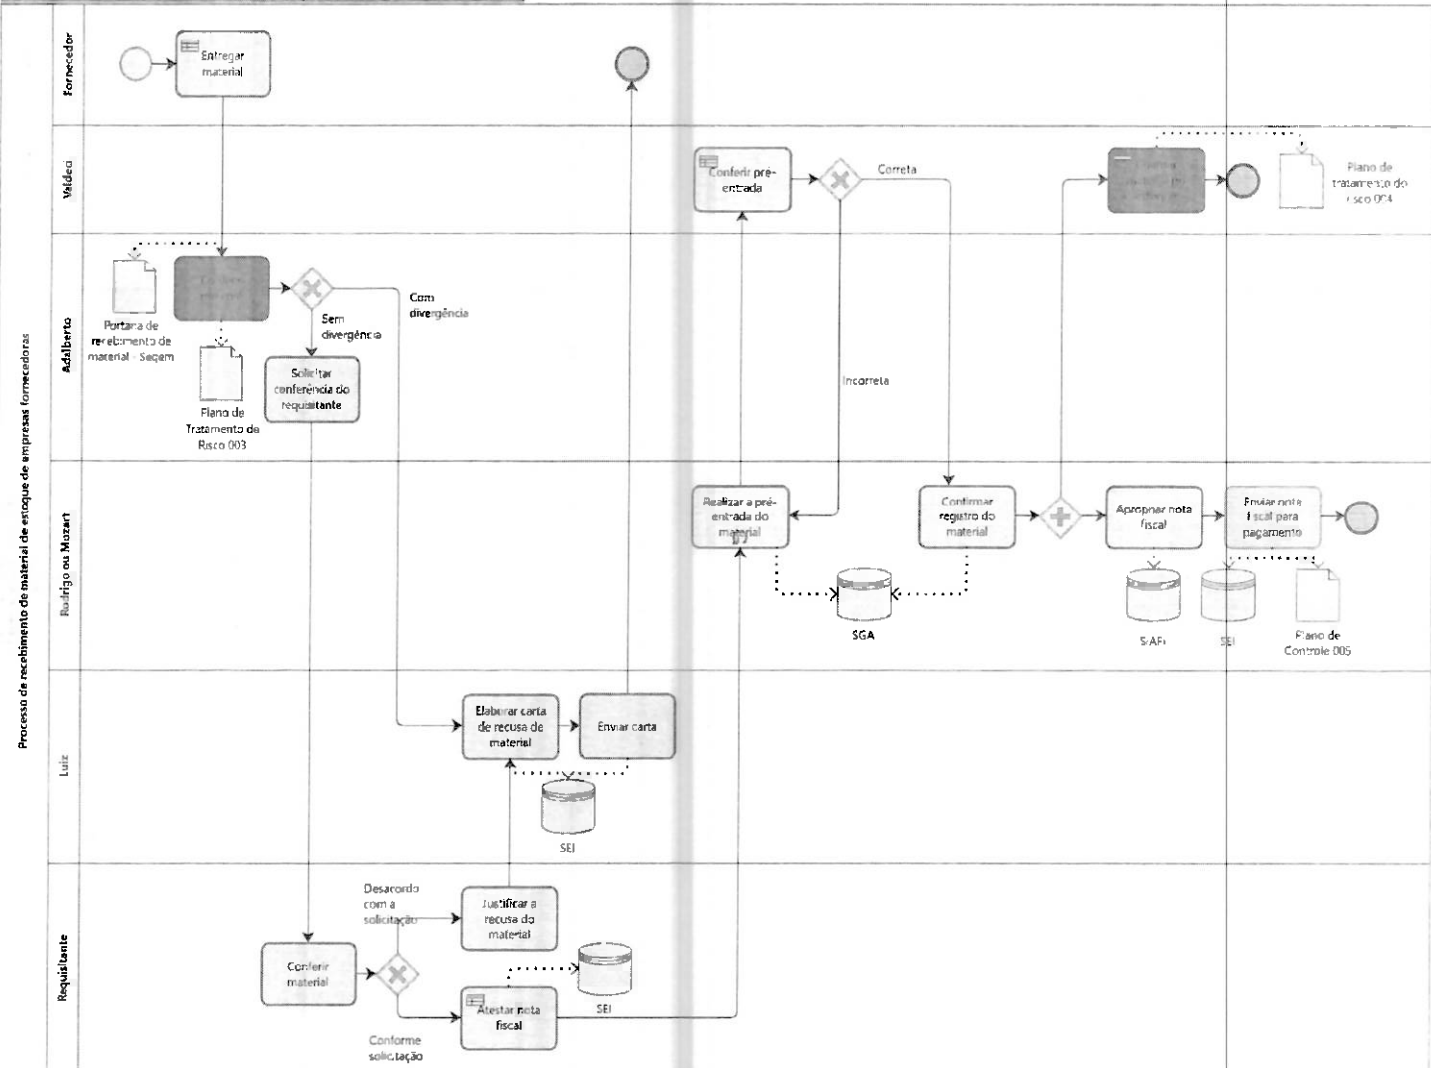 Processo de recebimento de material de estoque de empresas fornecedoras
Fornecedor
Entregar
material
Valdeci
Conferir pré-
entrada
Correta
Plano de
tratamento do
risco 004
Adalberto
Portaria de
recebimento de
material - Seqem
Plano de
Tratamento de
Risco 003
Sem
divergência
Com
divergência
Solicitar
conferência do
requisitante
Incorreta
Rodrigo ou Mozart
Realizar a pré-
entrada do
material
SGA
Confirmar
registro do
material
Apropriar nota
fiscal
SIAFI
Enviar nota
fiscal para
pagamento
SEI
Plano de
Controle 005
Luiz
Elaborar carta
de recusa de
material
Enviar carta
SEI
Requisitante
Conferir
material
Desacordo
com a
solicitação
Justificar a
recusa do
material
Conforme
solicitação
Atestar nota
fiscal
SEI